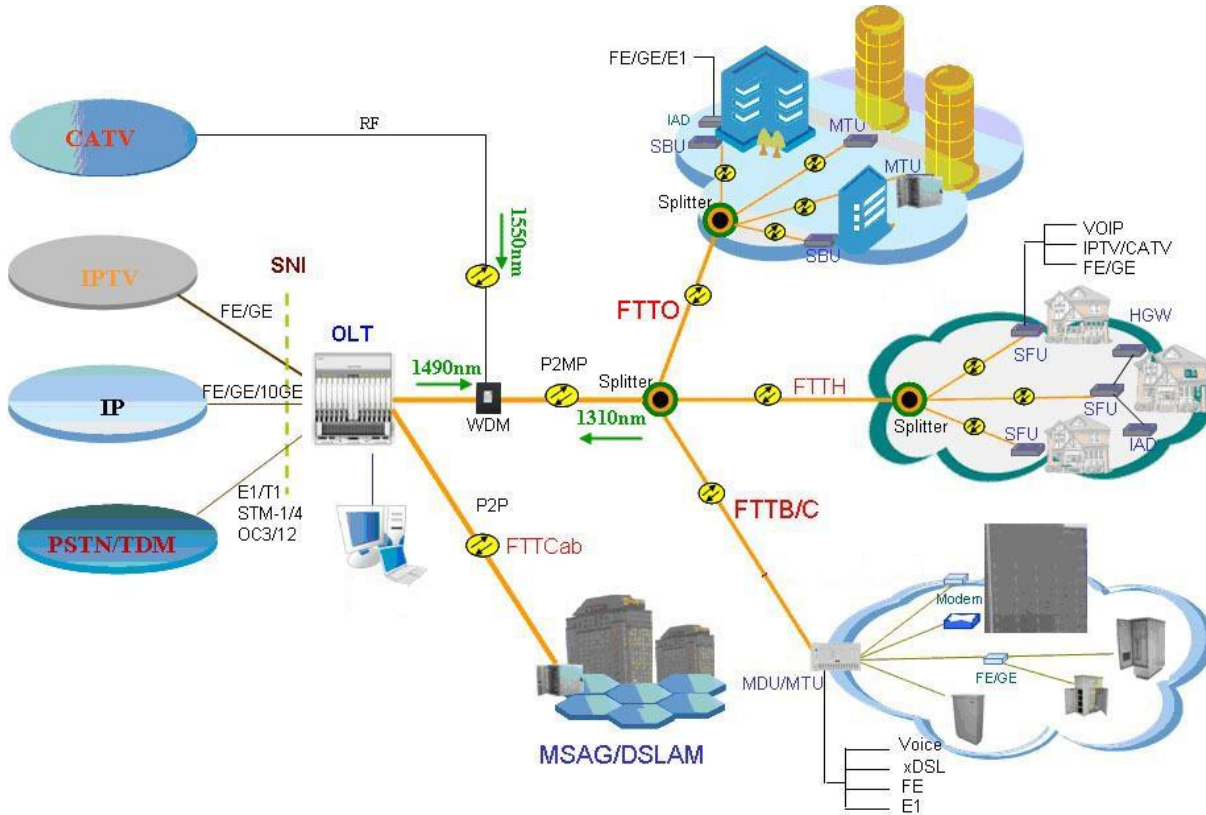 FE/GE/E1
IAD
SBU
MTU
MTU
Splitter
SBU
CATV
RF
1550nm
IPTV
SNI
FE/GE
OLT
FTTO
VOIP
IPTV/CATV
FE/GE
HGW
SFU
1490nm
P2MP
Splitter
FTTH
IP
FE/GE/10GE
WDM
1310nm
Splitter
SFU
SFU
IAD
E1/T1
STM-1/4
OC3/12
PSTN/TDM
P2P
FTTCab
FTTB/C
Modem
MDU/MTU
FE/GE
MSAG/DSLAM
Voice
xDSL
FE
E1